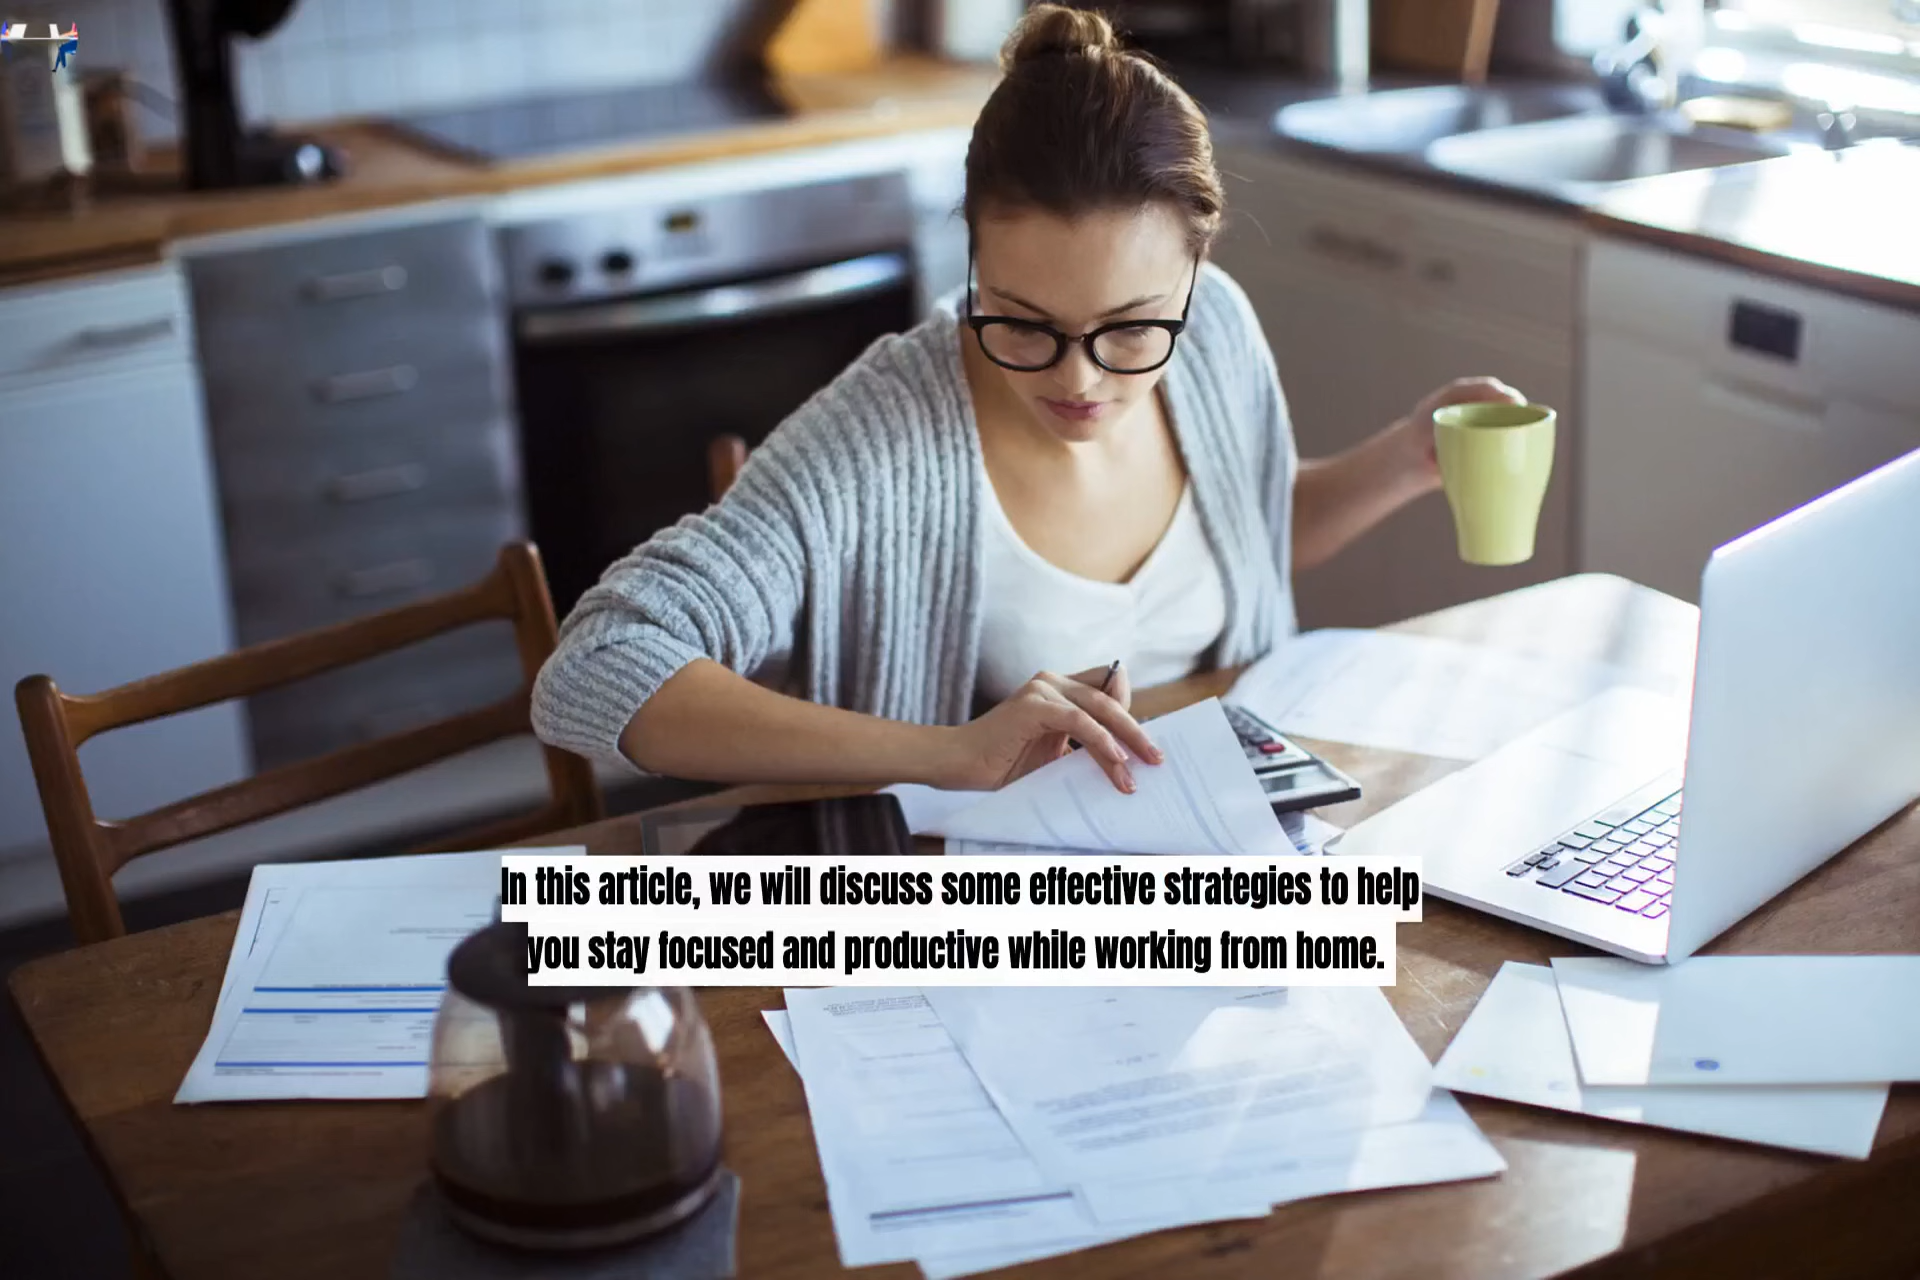 In this article, we will discuss some effective strategies to help
you stay focused and productive while working from home.